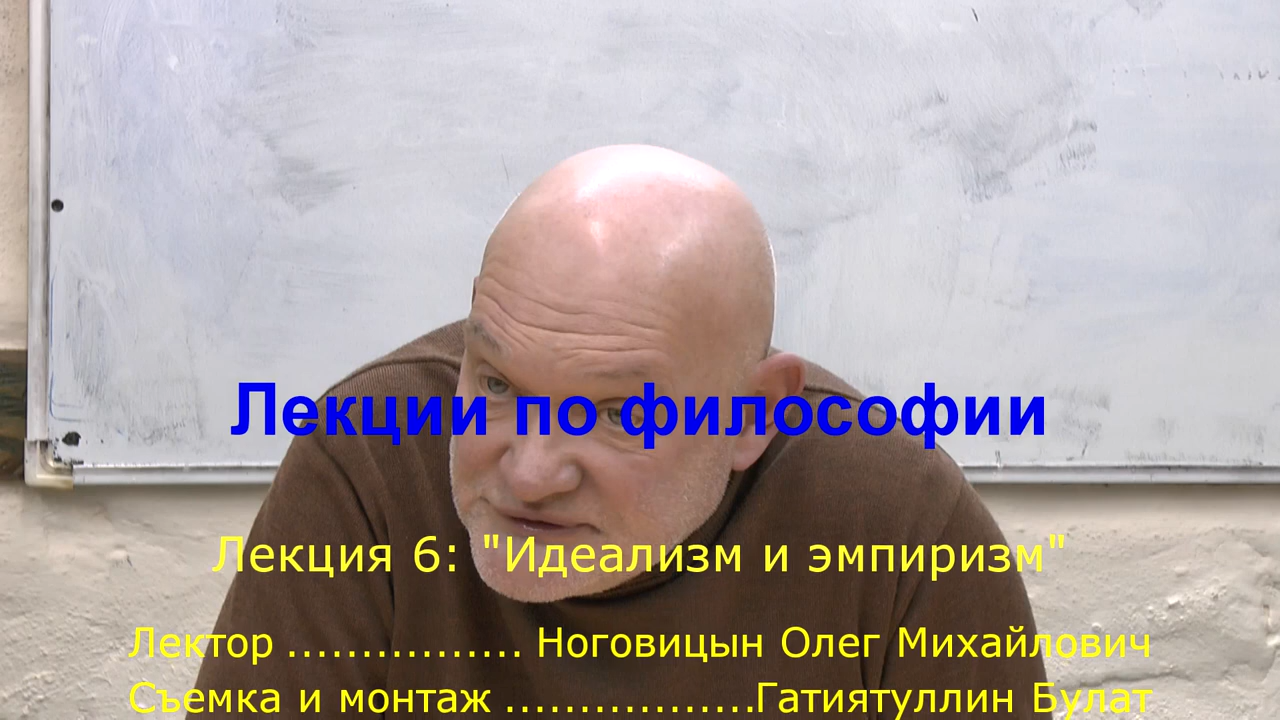 Лекции по философии
Лекция 6: "Идеализм и эмпиризм"
Лектор ................ Ноговицын Олег Михайлович
Съемка и монтаж .................Гатиятуллин Булат